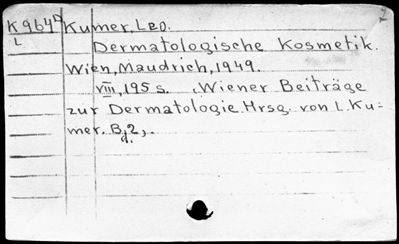 K964d Kumer, Leo.
L
Dermatologische Kosmetik.
Wien, Maudrich, 1949.
VIII, 195 s. , Wiener Beiträge
zur Dermatologie. Hrsg. von L. Ku-
mer. Bd. 2,.